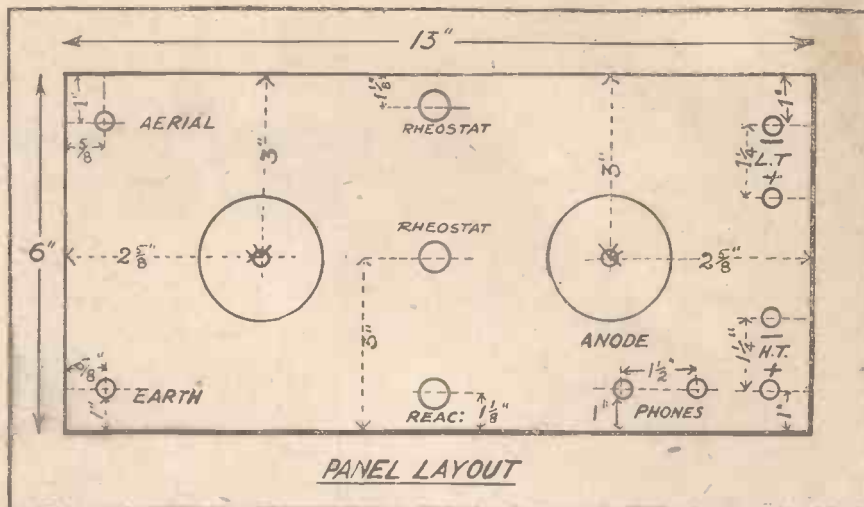 13"
1"
AERIAL
5/8
3"
1 1/8"
RHEOSTAT
3"
1"
1 1/4"
L.T
- +
6"
2 5/8"
RHEOSTAT
2 5/8"
3"
ANODE
1 1/4"
H.T.
- +
5/8"
EARTH
1"
REAC:
1 1/8"
1 1/2"
1"
PHONES
1"
PANEL LAYOUT